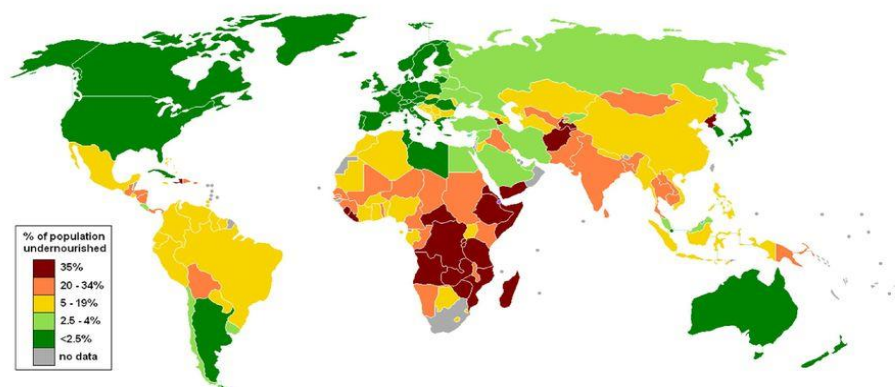 % of population
undernourished
35%
20 - 34%
5 - 19%
2.5 - 4%
<2.5%
no data